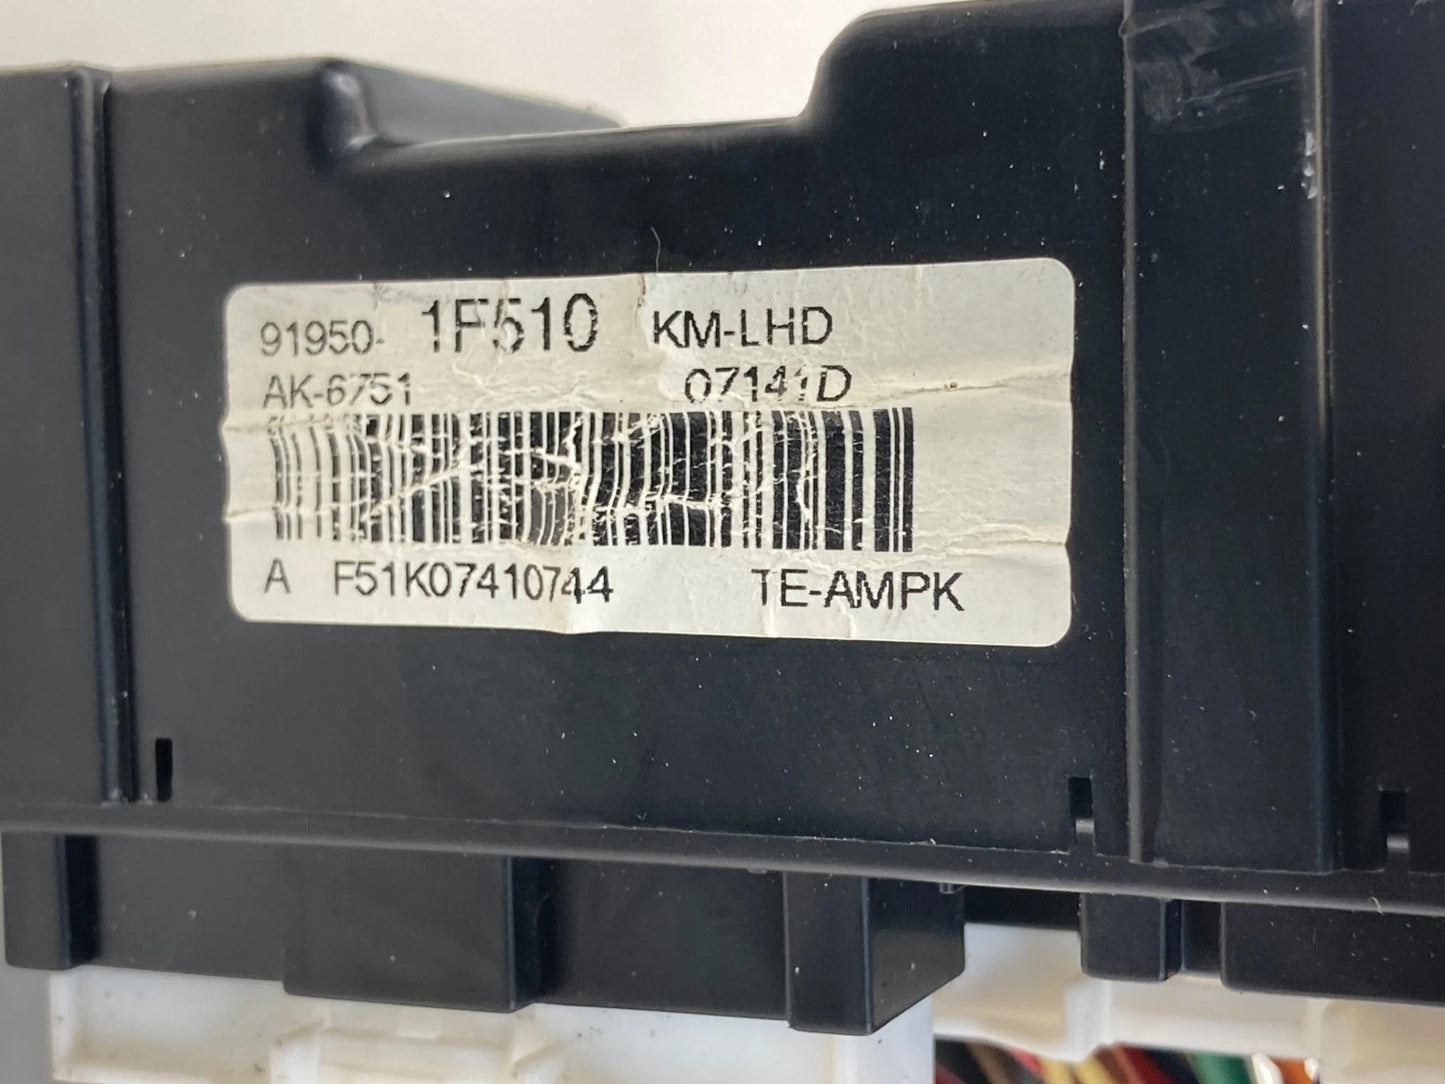 91950- 1F510 KM-LHD
AK-6751 07141D
A F51K07410744 TE-AMPK